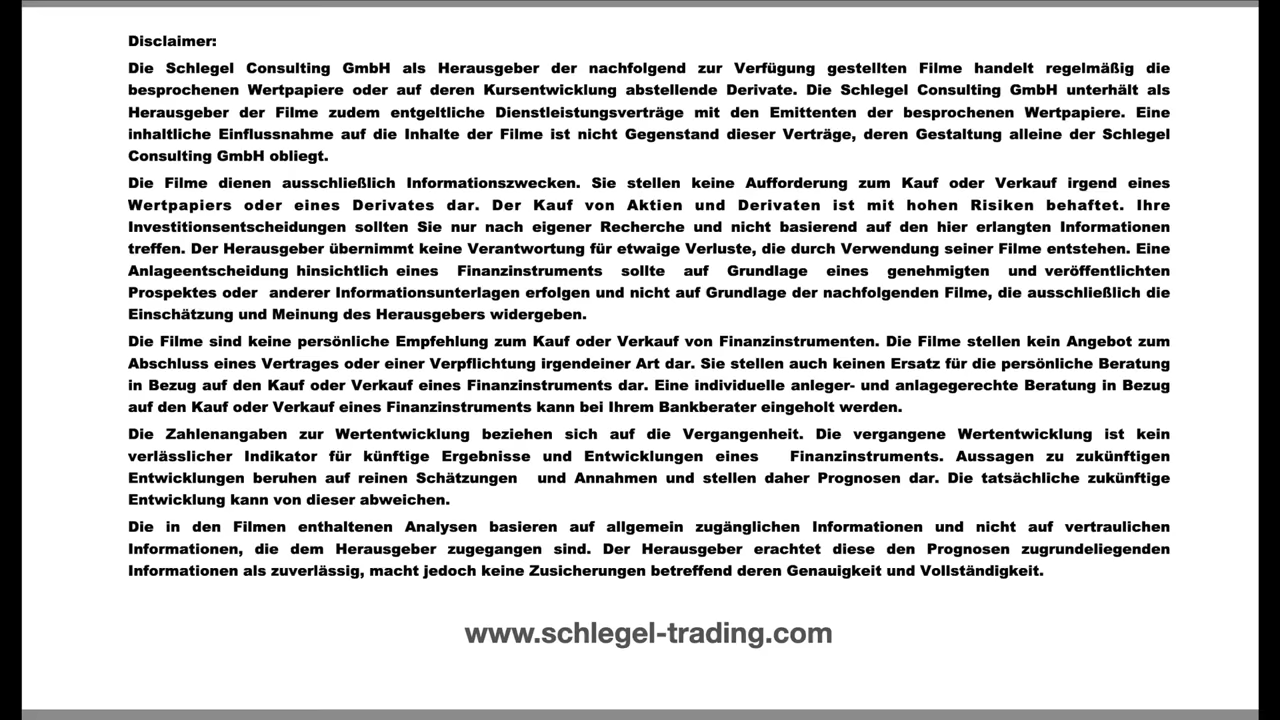 Disclaimer:
Die Schlegel Consulting GmbH als Herausgeber der nachfolgend zur Verfügung gestellten Filme handelt regelmäßig die
besprochenen Wertpapiere oder auf deren Kursentwicklung abstellende Derivate. Die Schlegel Consulting GmbH unterhält als
Herausgeber der Filme zudem entgeltliche Dienstleistungsverträge mit den Emittenten der besprochenen Wertpapiere. Eine
inhaltliche Einflussnahme auf die Inhalte der Filme ist nicht Gegenstand dieser Verträge, deren Gestaltung alleine der Schlegel
Consulting GmbH obliegt.
Die Filme dienen ausschließlich Informationszwecken. Sie stellen keine Aufforderung zum Kauf oder Verkauf irgend eines
Wertpapiers oder eines Derivates dar. Der Kauf von Aktien und Derivaten ist mit hohen Risiken behaftet. Ihre
Investitionsentscheidungen sollten Sie nur nach eigener Recherche und nicht basierend auf den hier erlangten Informationen
treffen. Der Herausgeber übernimmt keine Verantwortung für etwaige Verluste, die durch Verwendung seiner Filme entstehen. Eine
Anlageentscheidung hinsichtlich eines Finanzinstruments sollte auf Grundlage eines genehmigten und veröffentlichten
Prospektes oder anderer Informationsunterlagen erfolgen und nicht auf Grundlage der nachfolgenden Filme, die ausschließlich die
Einschätzung und Meinung des Herausgebers widergeben.
Die Filme sind keine persönliche Empfehlung zum Kauf oder Verkauf von Finanzinstrumenten. Die Filme stellen kein Angebot zum
Abschluss eines Vertrages oder einer Verpflichtung irgendeiner Art dar. Sie stellen auch keinen Ersatz für die persönliche Beratung
in Bezug auf den Kauf oder Verkauf eines Finanzinstruments dar. Eine individuelle anleger- und anlagegerechte Beratung in Bezug
auf den Kauf oder Verkauf eines Finanzinstruments kann bei Ihrem Bankberater eingeholt werden.
Die Zahlenangaben zur Wertentwicklung beziehen sich auf die Vergangenheit. Die vergangene Wertentwicklung ist kein
verlässlicher Indikator für künftige Ergebnisse und Entwicklungen eines Finanzinstruments. Aussagen zu zukünftigen
Entwicklungen beruhen auf reinen Schätzungen und Annahmen und stellen daher Prognosen dar. Die tatsächliche zukünftige
Entwicklung kann von dieser abweichen.
Die in den Filmen enthaltenen Analysen basieren auf allgemein zugänglichen Informationen und nicht auf vertraulichen
Informationen, die dem Herausgeber zugegangen sind. Der Herausgeber erachtet diese den Prognosen zugrundeliegenden
Informationen als zuverlässig, macht jedoch keine Zusicherungen betreffend deren Genauigkeit und Vollständigkeit.
www.schlegel-trading.com